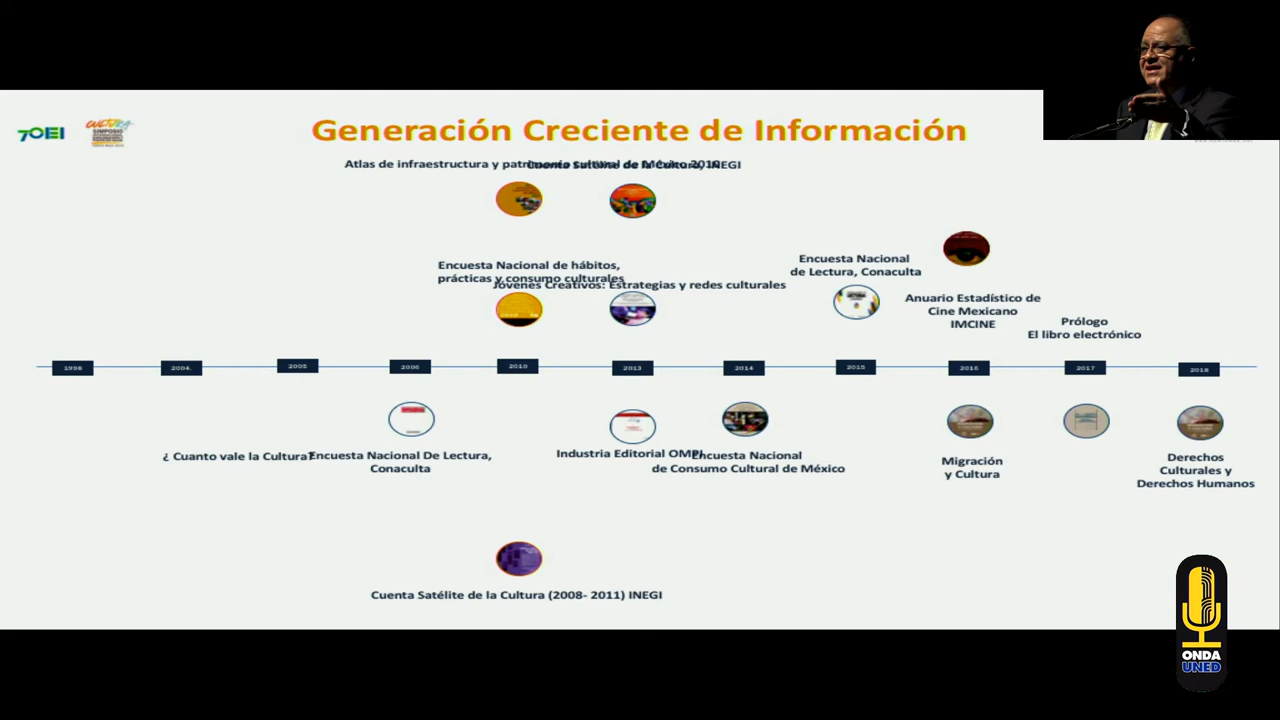 7OEI
CULTURA
SIMPOSIO
Generación Creciente de Información
Atlas de infraestructura y patrimonio cultural de México 2010
Cuenta Satélite de la Cultura, INEGI
Encuesta Nacional de hábitos,
prácticas y consumo culturales
Jóvenes Creativos: Estrategias y redes culturales
Encuesta Nacional
de Lectura, Conaculta
Anuario Estadístico de
Cine Mexicano
IMCINE
Prólogo
El libro electrónico
1998
2004
2005
2006
2010
2013
2014
2015
2016
2017
2018
¿ Cuanto vale la Cultura?
Encuesta Nacional De Lectura,
Conaculta
Industria Editorial OMPI
Encuesta Nacional
de Consumo Cultural de México
Migración
y Cultura
Derechos
Culturales y
Derechos Humanos
Cuenta Satélite de la Cultura (2008- 2011) INEGI
ONDA
UNED